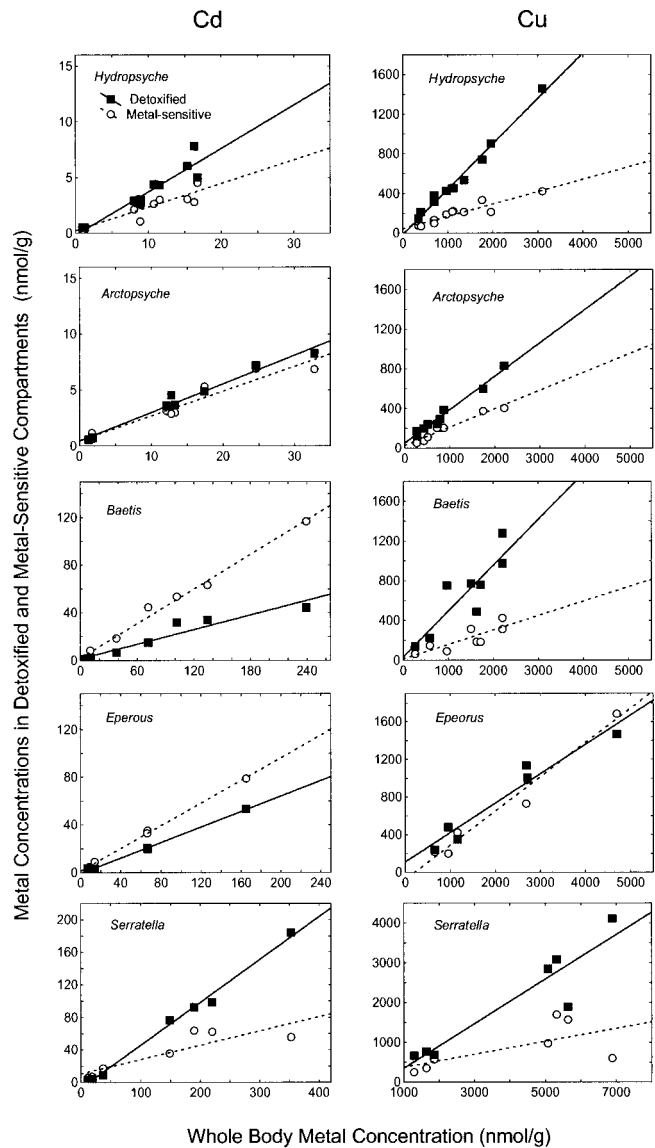 Cd
Cu
Metal Concentrations in Detoxified and Metal-Sensitive Compartments (nmol/g)
Hydropsyche
Detoxified
Metal-sensitive
15
10
5
0
0 10 20 30
Hydropsyche
1600
1200
800
400
0
0 1000 2000 3000 4000 5000
Arctopsyche
15
10
5
0
0 10 20 30
Arctopsyche
1600
1200
800
400
0
0 1000 2000 3000 4000 5000
Baetis
120
80
40
0
0 60 120 180 240
Baetis
1600
1200
800
400
0
0 1000 2000 3000 4000 5000
Eperous
120
80
40
0
0 40 80 120 160 200 250
Epeorus
1600
1200
800
400
0
0 1000 2000 3000 4000 5000
Serratella
200
160
120
80
40
0
0 100 200 300 400
Serratella
4000
3000
2000
1000
0
1000 2000 3000 4000 5000 6000 7000
Whole Body Metal Concentration (nmol/g)